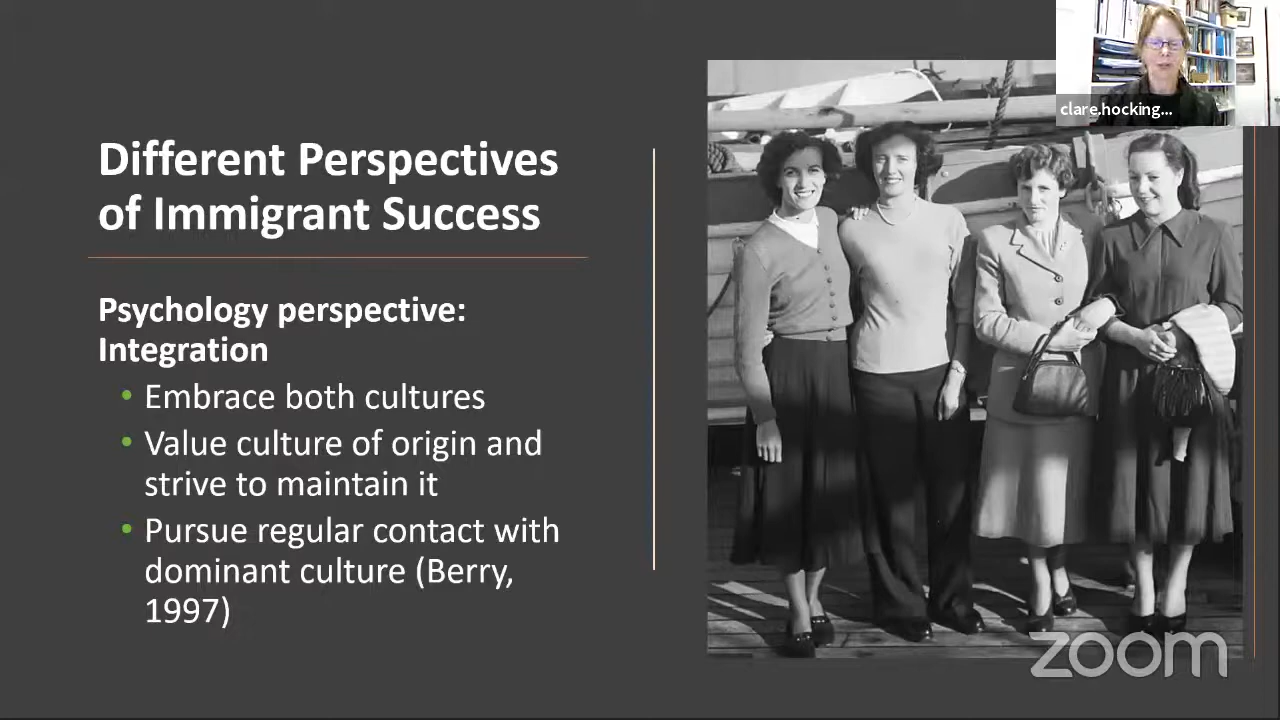 clare.hocking...
Different Perspectives
of Immigrant Success
Psychology perspective:
Integration
• Embrace both cultures
• Value culture of origin and
strive to maintain it
• Pursue regular contact with
dominant culture (Berry,
1997)
zoom